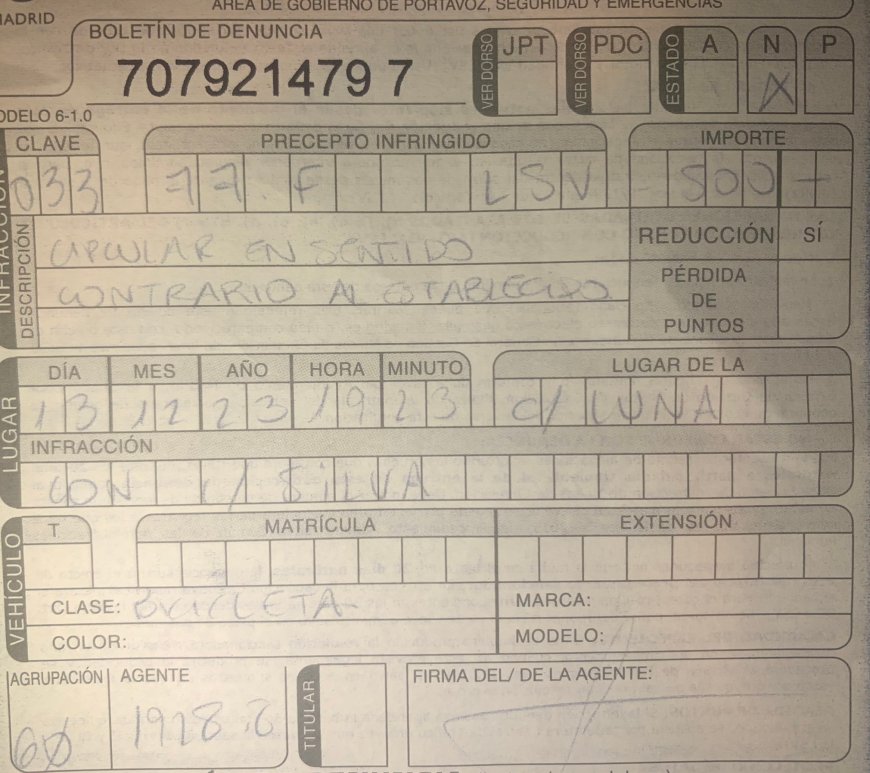 MADRID
ÁREA DE GOBIERNO DE PORTAVOZ, SEGURIDAD Y EMERGENCIAS
BOLETÍN DE DENUNCIA
707921479 7
VER DORSO JPT
VER DORSO PDC
ESTADO A N P
X
MODELO 6-1.0
INFRACCIÓN
CLAVE PRECEPTO INFRINGIDO IMPORTE
033 77.F LSV -500-
DESCRIPCIÓN
CIRCULAR EN SENTIDO
CONTRARIO AL ESTABLECIDO
REDUCCIÓN SÍ
PÉRDIDA
DE
PUNTOS
LUGAR
DÍA MES AÑO HORA MINUTO LUGAR DE LA
13 12 23 19 23 C/ LUNA
INFRACCIÓN
CON C/ SILVA
VEHÍCULO
T MATRÍCULA EXTENSIÓN
CLASE: BICICLETA MARCA:
COLOR: MODELO:
AGRUPACIÓN AGENTE TITULAR FIRMA DEL/ DE LA AGENTE: